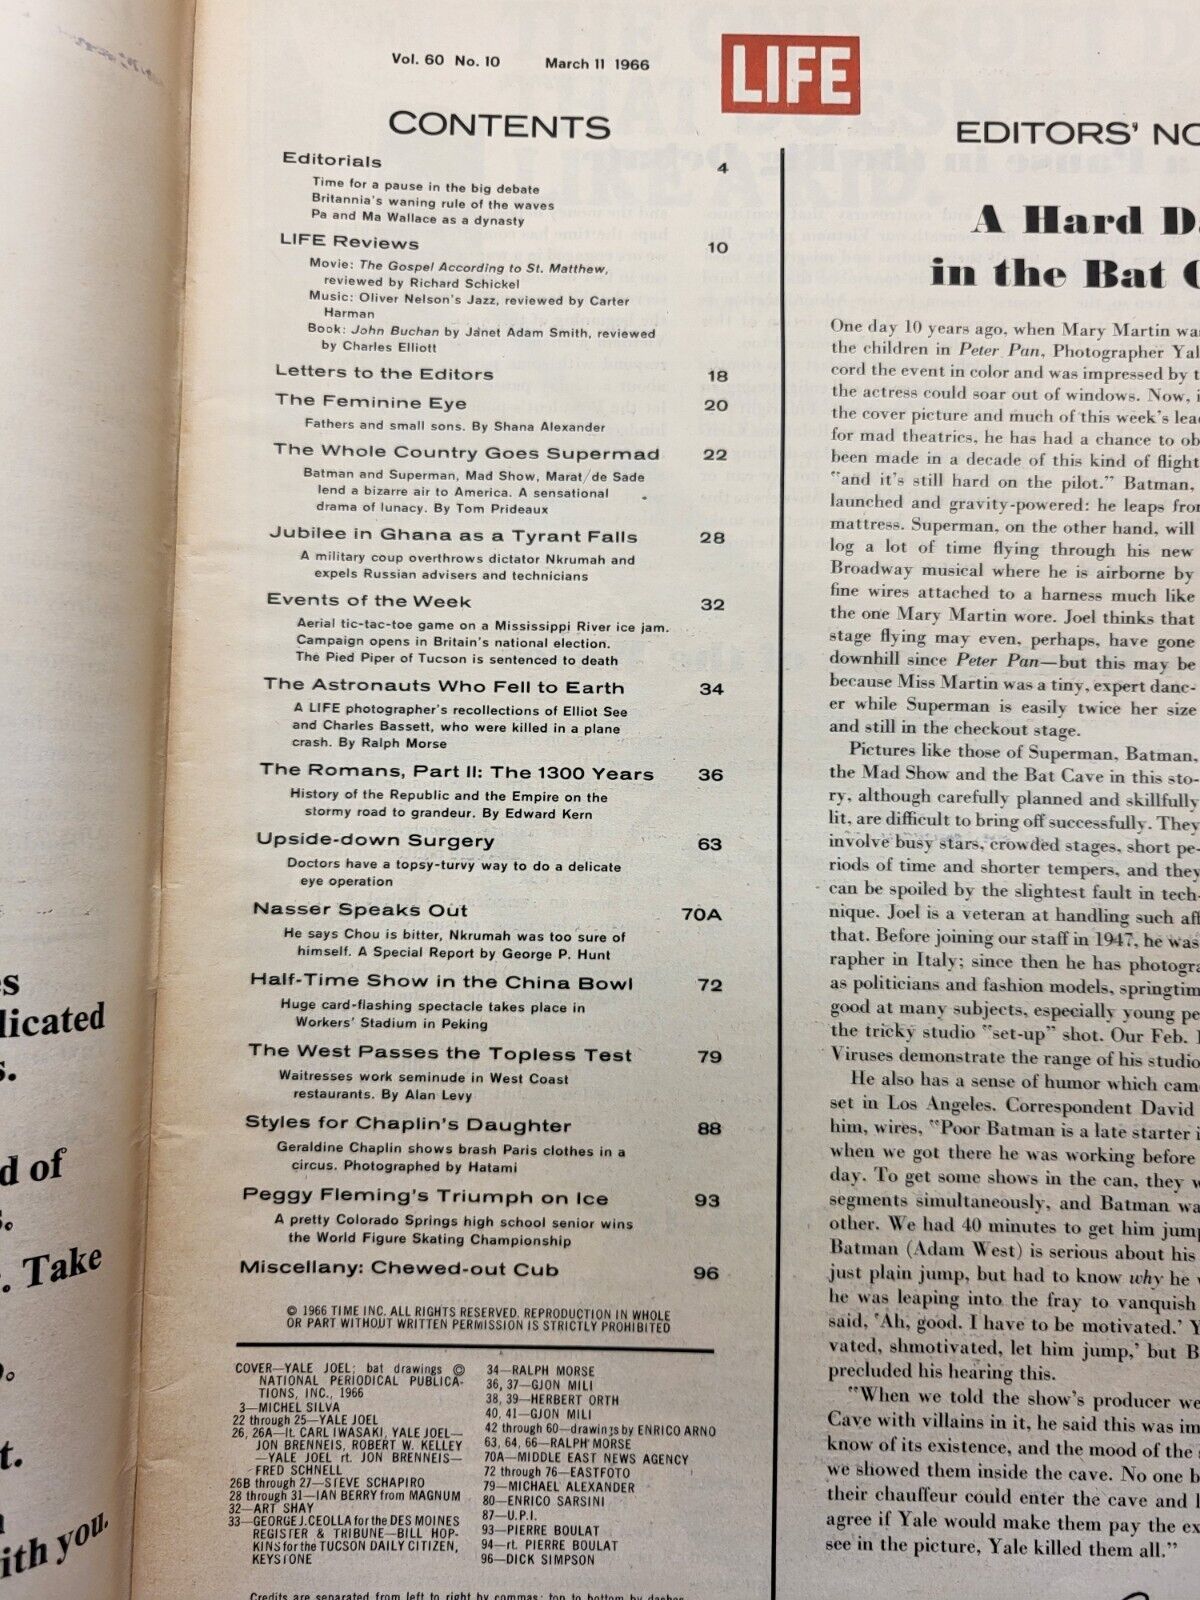 Vol. 60 No. 10 March 11 1966
LIFE
CONTENTS
Editorials 4
Time for a pause in the big debate
Britannia's waning rule of the waves
Pa and Ma Wallace as a dynasty
LIFE Reviews 10
Movie: The Gospel According to St. Matthew,
reviewed by Richard Schickel
Music: Oliver Nelson's Jazz, reviewed by Carter
Harman
Book: John Buchan by Janet Adam Smith, reviewed
by Charles Elliott
Letters to the Editors 18
The Feminine Eye 20
Fathers and small sons. By Shana Alexander
The Whole Country Goes Supermad 22
Batman and Superman, Mad Show, Marat/de Sade
lend a bizarre air to America. A sensational
drama of lunacy. By Tom Prideaux
Jubilee in Ghana as a Tyrant Falls 28
A military coup overthrows dictator Nkrumah and
expels Russian advisers and technicians
Events of the Week 32
Aerial tic-tac-toe game on a Mississippi River ice jam.
Campaign opens in Britain's national election.
The Pied Piper of Tucson is sentenced to death
The Astronauts Who Fell to Earth 34
A LIFE photographer's recollections of Elliot See
and Charles Bassett, who were killed in a plane
crash. By Ralph Morse
The Romans, Part II: The 1300 Years 36
History of the Republic and the Empire on the
stormy road to grandeur. By Edward Kern
Upside-down Surgery 63
Doctors have a topsy-turvy way to do a delicate
eye operation
Nasser Speaks Out 70A
He says Chou is bitter, Nkrumah was too sure of
himself. A Special Report by George P. Hunt
Half-Time Show in the China Bowl 72
Huge card-flashing spectacle takes place in
Workers' Stadium in Peking
The West Passes the Topless Test 79
Waitresses work seminude in West Coast
restaurants. By Alan Levy
Styles for Chaplin's Daughter 88
Geraldine Chaplin shows brash Paris clothes in a
circus. Photographed by Hatami
Peggy Fleming's Triumph on Ice 93
A pretty Colorado Springs high school senior wins
the World Figure Skating Championship
Miscellany: Chewed-out Cub 96
© 1966 TIME INC. ALL RIGHTS RESERVED. REPRODUCTION IN WHOLE
OR PART WITHOUT WRITTEN PERMISSION IS STRICTLY PROHIBITED
COVER—YALE JOEL; bat drawings ©
NATIONAL PERIODICAL PUBLICA-
TIONS, INC., 1966
3—MICHEL SILVA
22 through 25—YALE JOEL
26, 26A—lt. CARL IWASAKI, YALE JOEL—
JON BRENNEIS, ROBERT W. KELLEY
—YALE JOEL rt. JON BRENNEIS—
FRED SCHNELL
26B through 27—STEVE SCHAPIRO
28 through 31—IAN BERRY from MAGNUM
32—ART SHAY
33—GEORGE J. CEOLLA for the DES MOINES
REGISTER & TRIBUNE—BILL HOP-
KINS for the TUCSON DAILY CITIZEN,
KEYSTONE
34—RALPH MORSE
36, 37—GJON MILI
38, 39—HERBERT ORTH
40, 41—GJON MILI
42 through 60—drawings by ENRICO ARNO
63, 64, 66—RALPH MORSE
70A—MIDDLE EAST NEWS AGENCY
72 through 76—EASTFOTO
79—MICHAEL ALEXANDER
80—ENRICO SARSINI
87—U.P.I.
93—PIERRE BOULAT
94—rt. PIERRE BOULAT
96—DICK SIMPSON
Credits are separated from left to right by commas; top to bottom by dashes
EDITORS' NO
A Hard D
in the Bat
One day 10 years ago, when Mary Martin was
the children in Peter Pan, Photographer Yal
cord the event in color and was impressed by t
the actress could soar out of windows. Now, i
the cover picture and much of this week's lead
for mad theatrics, he has had a chance to ob
been made in a decade of this kind of flight
"and it's still hard on the pilot." Batman,
launched and gravity-powered: he leaps fro
mattress. Superman, on the other hand, will
log a lot of time flying through his new
Broadway musical where he is airborne by
fine wires attached to a harness much like
the one Mary Martin wore. Joel thinks that
stage flying may even, perhaps, have gone
downhill since Peter Pan—but this may be
because Miss Martin was a tiny, expert danc-
er while Superman is easily twice her size
and still in the checkout stage.
Pictures like those of Superman, Batman,
the Mad Show and the Bat Cave in this sto-
ry, although carefully planned and skillfully
lit, are difficult to bring off successfully. They
involve busy stars, crowded stages, short pe-
riods of time and shorter tempers, and they
can be spoiled by the slightest fault in tech-
nique. Joel is a veteran at handling such aff
that. Before joining our staff in 1947, he was
rapher in Italy; since then he has photogra
as politicians and fashion models, springtim
good at many subjects, especially young pe
the tricky studio "set-up" shot. Our Feb. 1
Viruses demonstrate the range of his studio
He also has a sense of humor which cam
set in Los Angeles. Correspondent David
him, wires, "Poor Batman is a late starter i
when we got there he was working before
day. To get some shows in the can, they w
segments simultaneously, and Batman wa
other. We had 40 minutes to get him jump
Batman (Adam West) is serious about his
just plain jump, but had to know why he w
he was leaping into the fray to vanquish
said, 'Ah, good. I have to be motivated.' Y
vated, shmotivated, let him jump,' but B
precluded his hearing this.
"When we told the show's producer we
Cave with villains in it, he said this was im
know of its existence, and the mood of the s
we showed them inside the cave. No one b
their chauffeur could enter the cave and l
agree if Yale would make them pay the ex
see in the picture, Yale killed them all."
s
licated
s.
d of
s.
. Take
o.
t.
ith you.